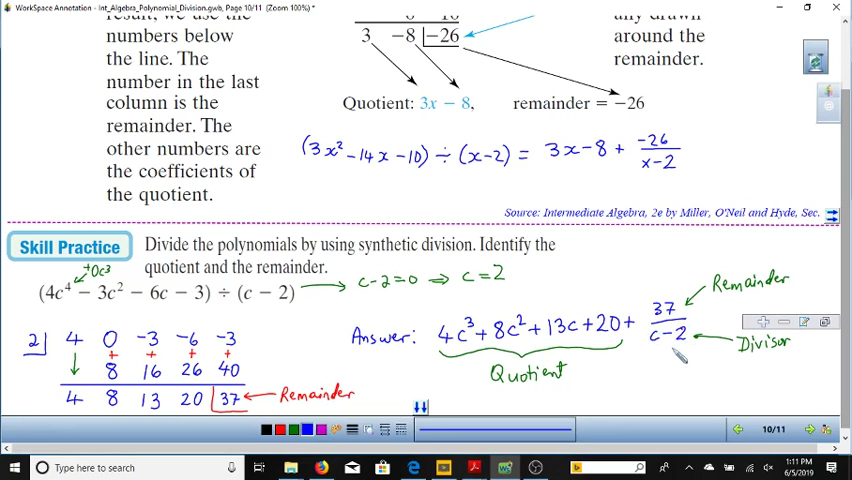 WorkSpace Annotation - Int_Algebra_Polynomial_Division.gwb, Page 10/11 (Zoom 100%) *
result, we use the
numbers below
the line. The
number in the last
column is the
remainder. The
other numbers are
the coefficients of
the quotient.
3 −8 −26
any drawn
around the
remainder.
Quotient: 3x − 8, remainder = −26
(3x² −14x −10) ÷ (x−2) = 3x−8 + −26/x−2
Source: Intermediate Algebra, 2e by Miller, O'Neil and Hyde, Sec.
Skill Practice
Divide the polynomials by using synthetic division. Identify the
quotient and the remainder.
+0c³
(4c⁴ − 3c² − 6c − 3) ÷ (c − 2) → c−2=0 ⇒ c=2
2 4 0 −3 −6 −3
+ + + +
↓ 8 16 26 40
4 8 13 20 37 ← Remainder
Answer: 4c³ + 8c² + 13c + 20 + 37/c−2
Remainder
Divisor
Quotient
10/11
Type here to search
1:11 PM
6/5/2019